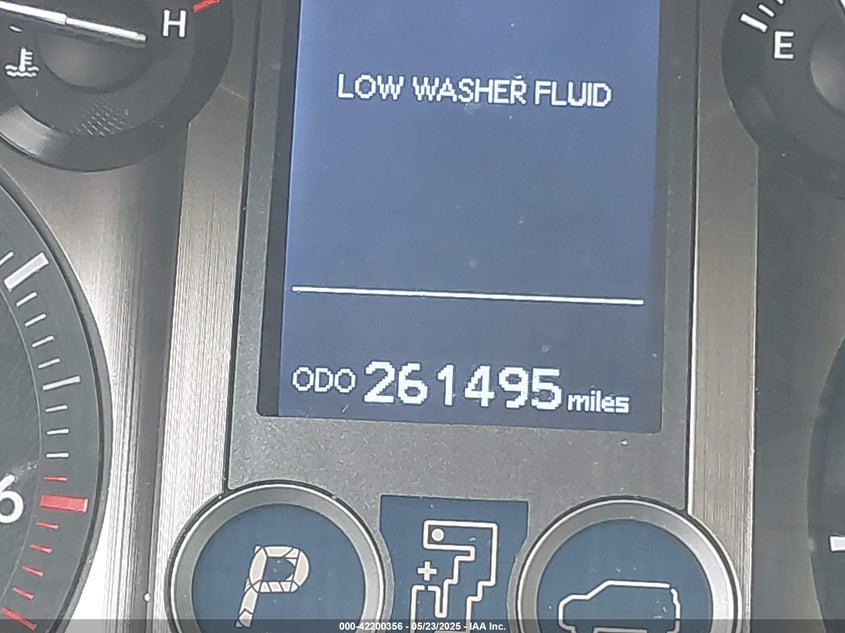 H
E
LOW WASHER FLUID
ODO 261495 miles
6
P
+
000-42200356 - 05/23/2025 - IAA Inc.